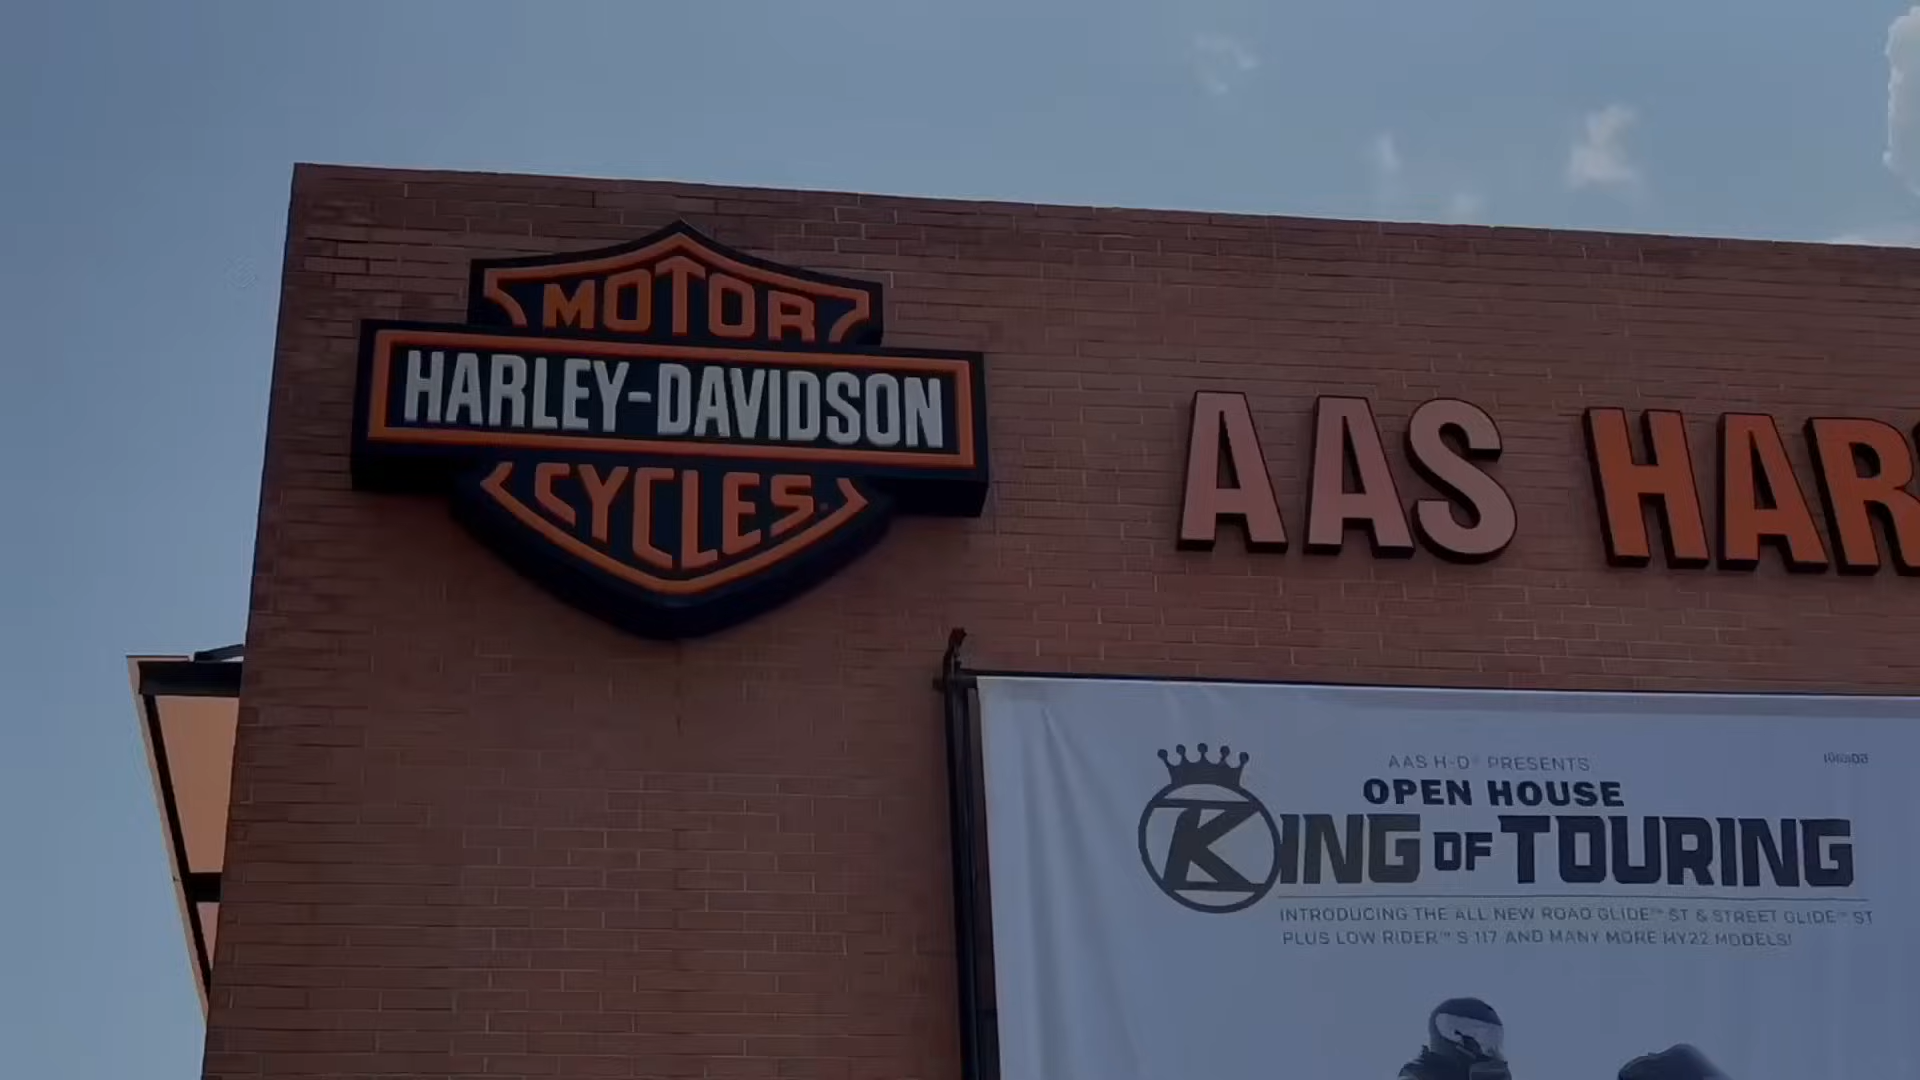 MOTOR
HARLEY-DAVIDSON
CYCLES
AAS HAR
AAS H-D® PRESENTS
OPEN HOUSE
KING OF TOURING
INTRODUCING THE ALL NEW ROAD GLIDE™ ST & STREET GLIDE™ ST
PLUS LOW RIDER™ S 117 AND MANY MORE MY22 MODELS!